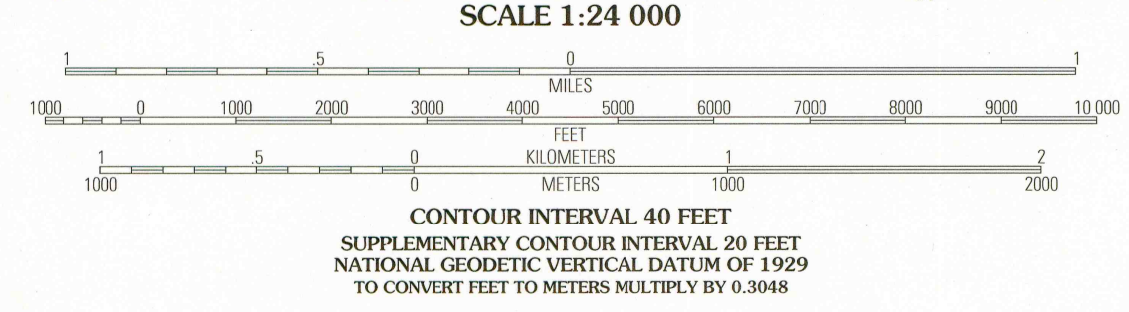 SCALE 1:24 000
1 .5 0 1
MILES
1000 0 1000 2000 3000 4000 5000 6000 7000 8000 9000 10 000
FEET
1 .5 0 KILOMETERS 1 2
1000 0 METERS 1000 2000
CONTOUR INTERVAL 40 FEET
SUPPLEMENTARY CONTOUR INTERVAL 20 FEET
NATIONAL GEODETIC VERTICAL DATUM OF 1929
TO CONVERT FEET TO METERS MULTIPLY BY 0.3048